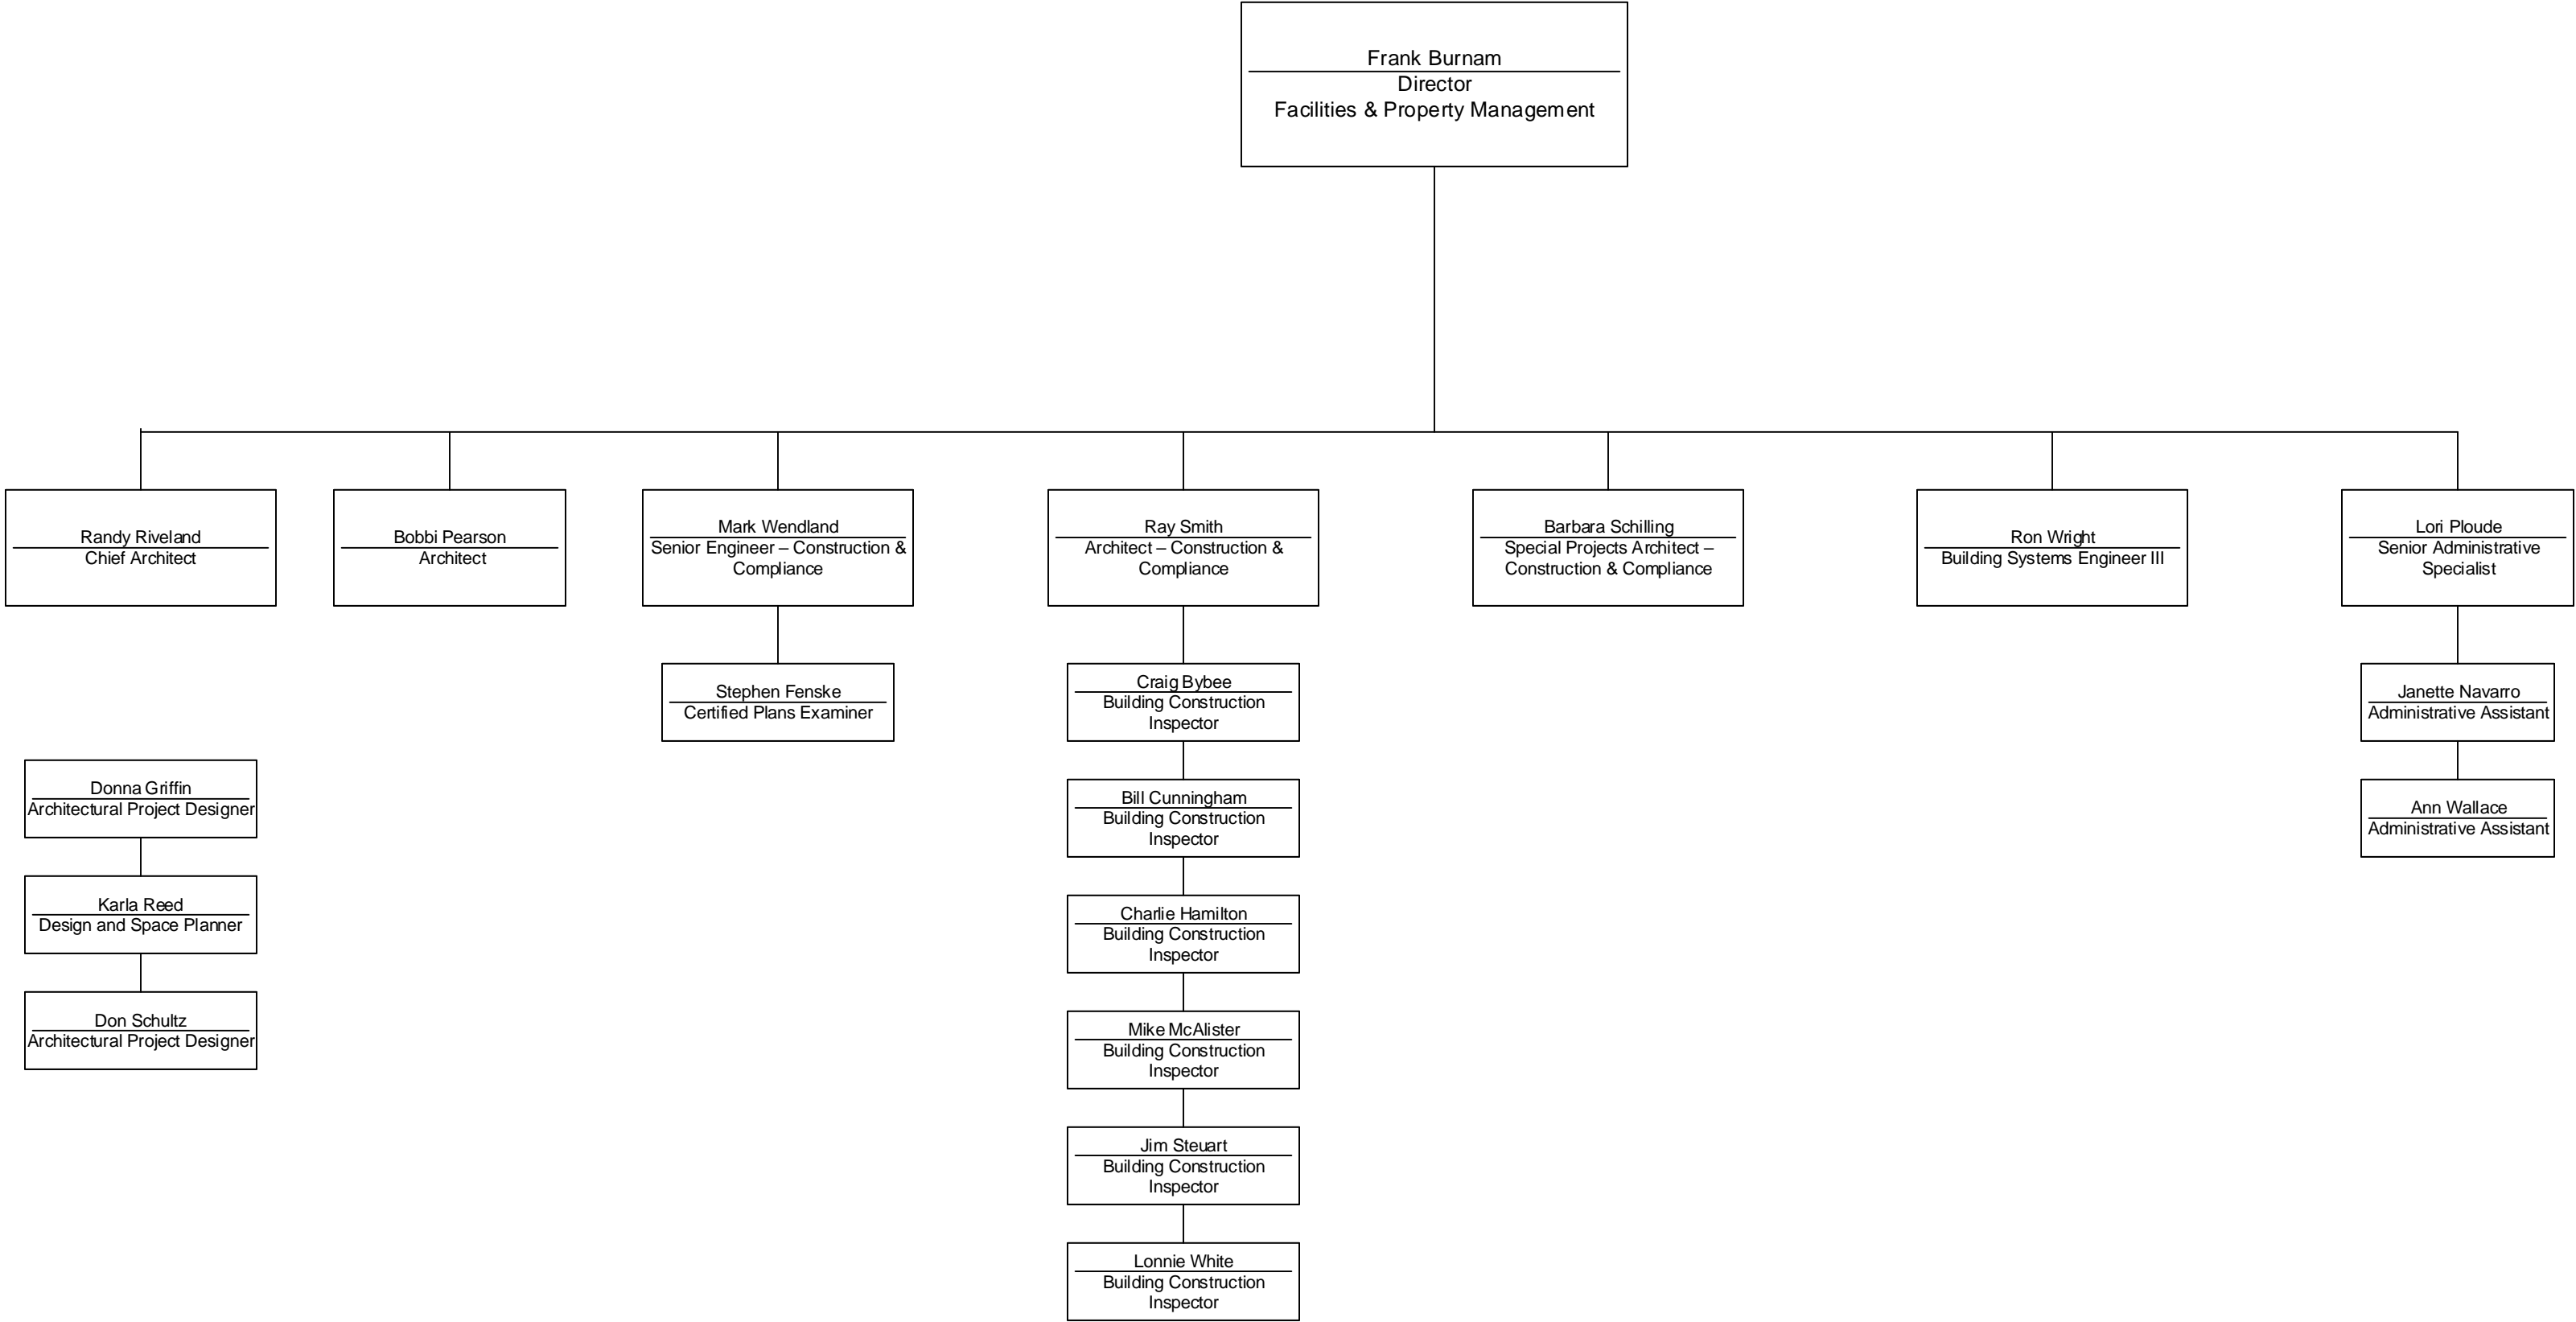 Frank Burnam
Director
Facilities & Property Management
Randy Riveland
Chief Architect
Bobbi Pearson
Architect
Mark Wendland
Senior Engineer – Construction &
Compliance
Ray Smith
Architect – Construction &
Compliance
Barbara Schilling
Special Projects Architect –
Construction & Compliance
Ron Wright
Building Systems Engineer III
Lori Ploude
Senior Administrative
Specialist
Donna Griffin
Architectural Project Designer
Karla Reed
Design and Space Planner
Don Schultz
Architectural Project Designer
Stephen Fenske
Certified Plans Examiner
Craig Bybee
Building Construction
Inspector
Bill Cunningham
Building Construction
Inspector
Charlie Hamilton
Building Construction
Inspector
Mike McAlister
Building Construction
Inspector
Jim Steuart
Building Construction
Inspector
Lonnie White
Building Construction
Inspector
Janette Navarro
Administrative Assistant
Ann Wallace
Administrative Assistant